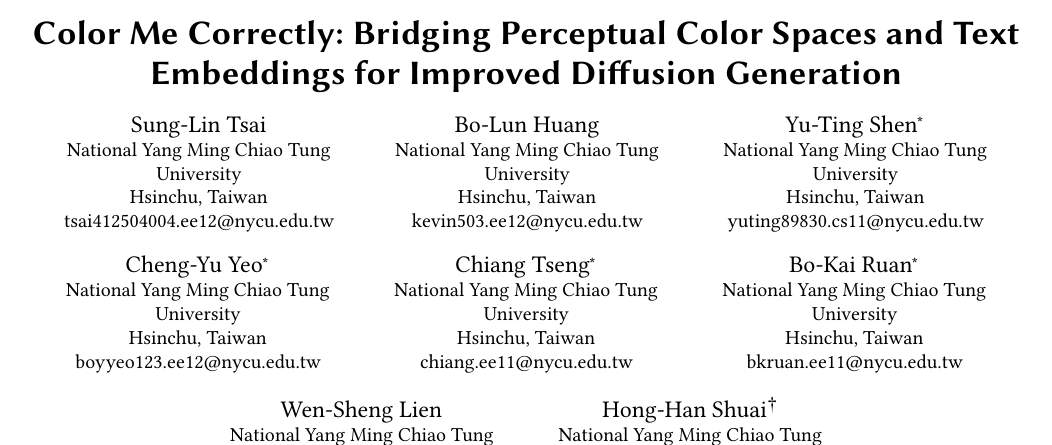 Color Me Correctly: Bridging Perceptual Color Spaces and Text
Embeddings for Improved Diffusion Generation
Sung-Lin Tsai
National Yang Ming Chiao Tung
University
Hsinchu, Taiwan
tsai412504004.ee12@nycu.edu.tw
Bo-Lun Huang
National Yang Ming Chiao Tung
University
Hsinchu, Taiwan
kevin503.ee12@nycu.edu.tw
Yu-Ting Shen*
National Yang Ming Chiao Tung
University
Hsinchu, Taiwan
yuting89830.cs11@nycu.edu.tw
Cheng-Yu Yeo*
National Yang Ming Chiao Tung
University
Hsinchu, Taiwan
boyyeo123.ee12@nycu.edu.tw
Chiang Tseng*
National Yang Ming Chiao Tung
University
Hsinchu, Taiwan
chiang.ee11@nycu.edu.tw
Bo-Kai Ruan*
National Yang Ming Chiao Tung
University
Hsinchu, Taiwan
bkruan.ee11@nycu.edu.tw
Wen-Sheng Lien
National Yang Ming Chiao Tung
Hong-Han Shuai†
National Yang Ming Chiao Tung